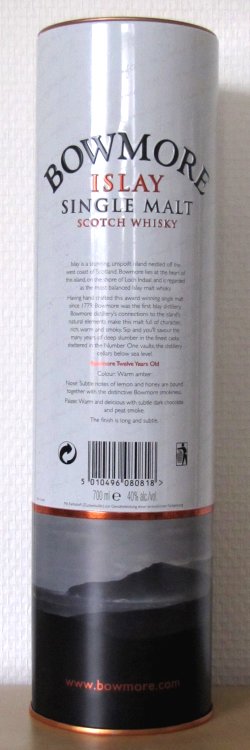 BOWMORE
ISLAY
SINGLE MALT
SCOTCH WHISKY
Islay is a stunning, unspoilt island nestled off the
west coast of Scotland. Bowmore lies at the heart of
the island, on the shore of Loch Indaal and is regarded
as the most balanced Islay malt whisky.
Having hand crafted this award winning single malt
since 1779, Bowmore was the first Islay distillery.
Bowmore distillery's connections to the island's
natural elements make this malt full of character,
rich, warm and smoky. Sip and you'll savour the
many years of deep slumber in the finest casks
sheltered in the Number One vaults, the distillery
cellars below sea level.
Bowmore Twelve Years Old
Colour: Warm amber.
Nose: Subtle notes of lemon and honey are bound
together with the distinctive Bowmore smokiness.
Palate: Warm and delicious with subtle dark chocolate
and peat smoke.
The finish is long and subtle.
5 010496 080818 >
700 ml e 40% alc./vol.
www.bowmore.com